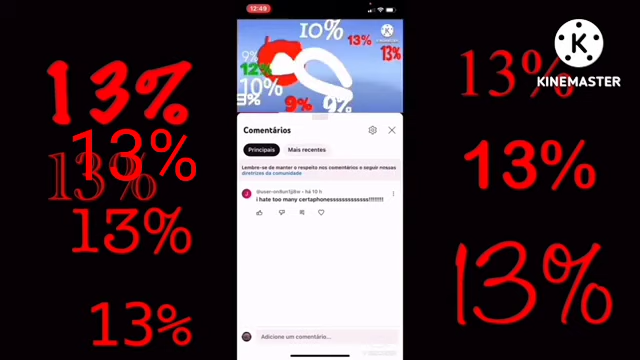 12:49
10%
13%
KINEMASTER
13%
9%
12%
10%
9%
9%
9%
Comentários
Principais
Mais recentes
Lembre-se de manter o respeito nos comentários e seguir nossas
diretrizes da comunidade
i hate too many certaphonesssssssssssss!!!!!!!!
Adicione um comentário...
13%
13%
13%
13%
13%
13%
13%
13%
K
KINEMASTER